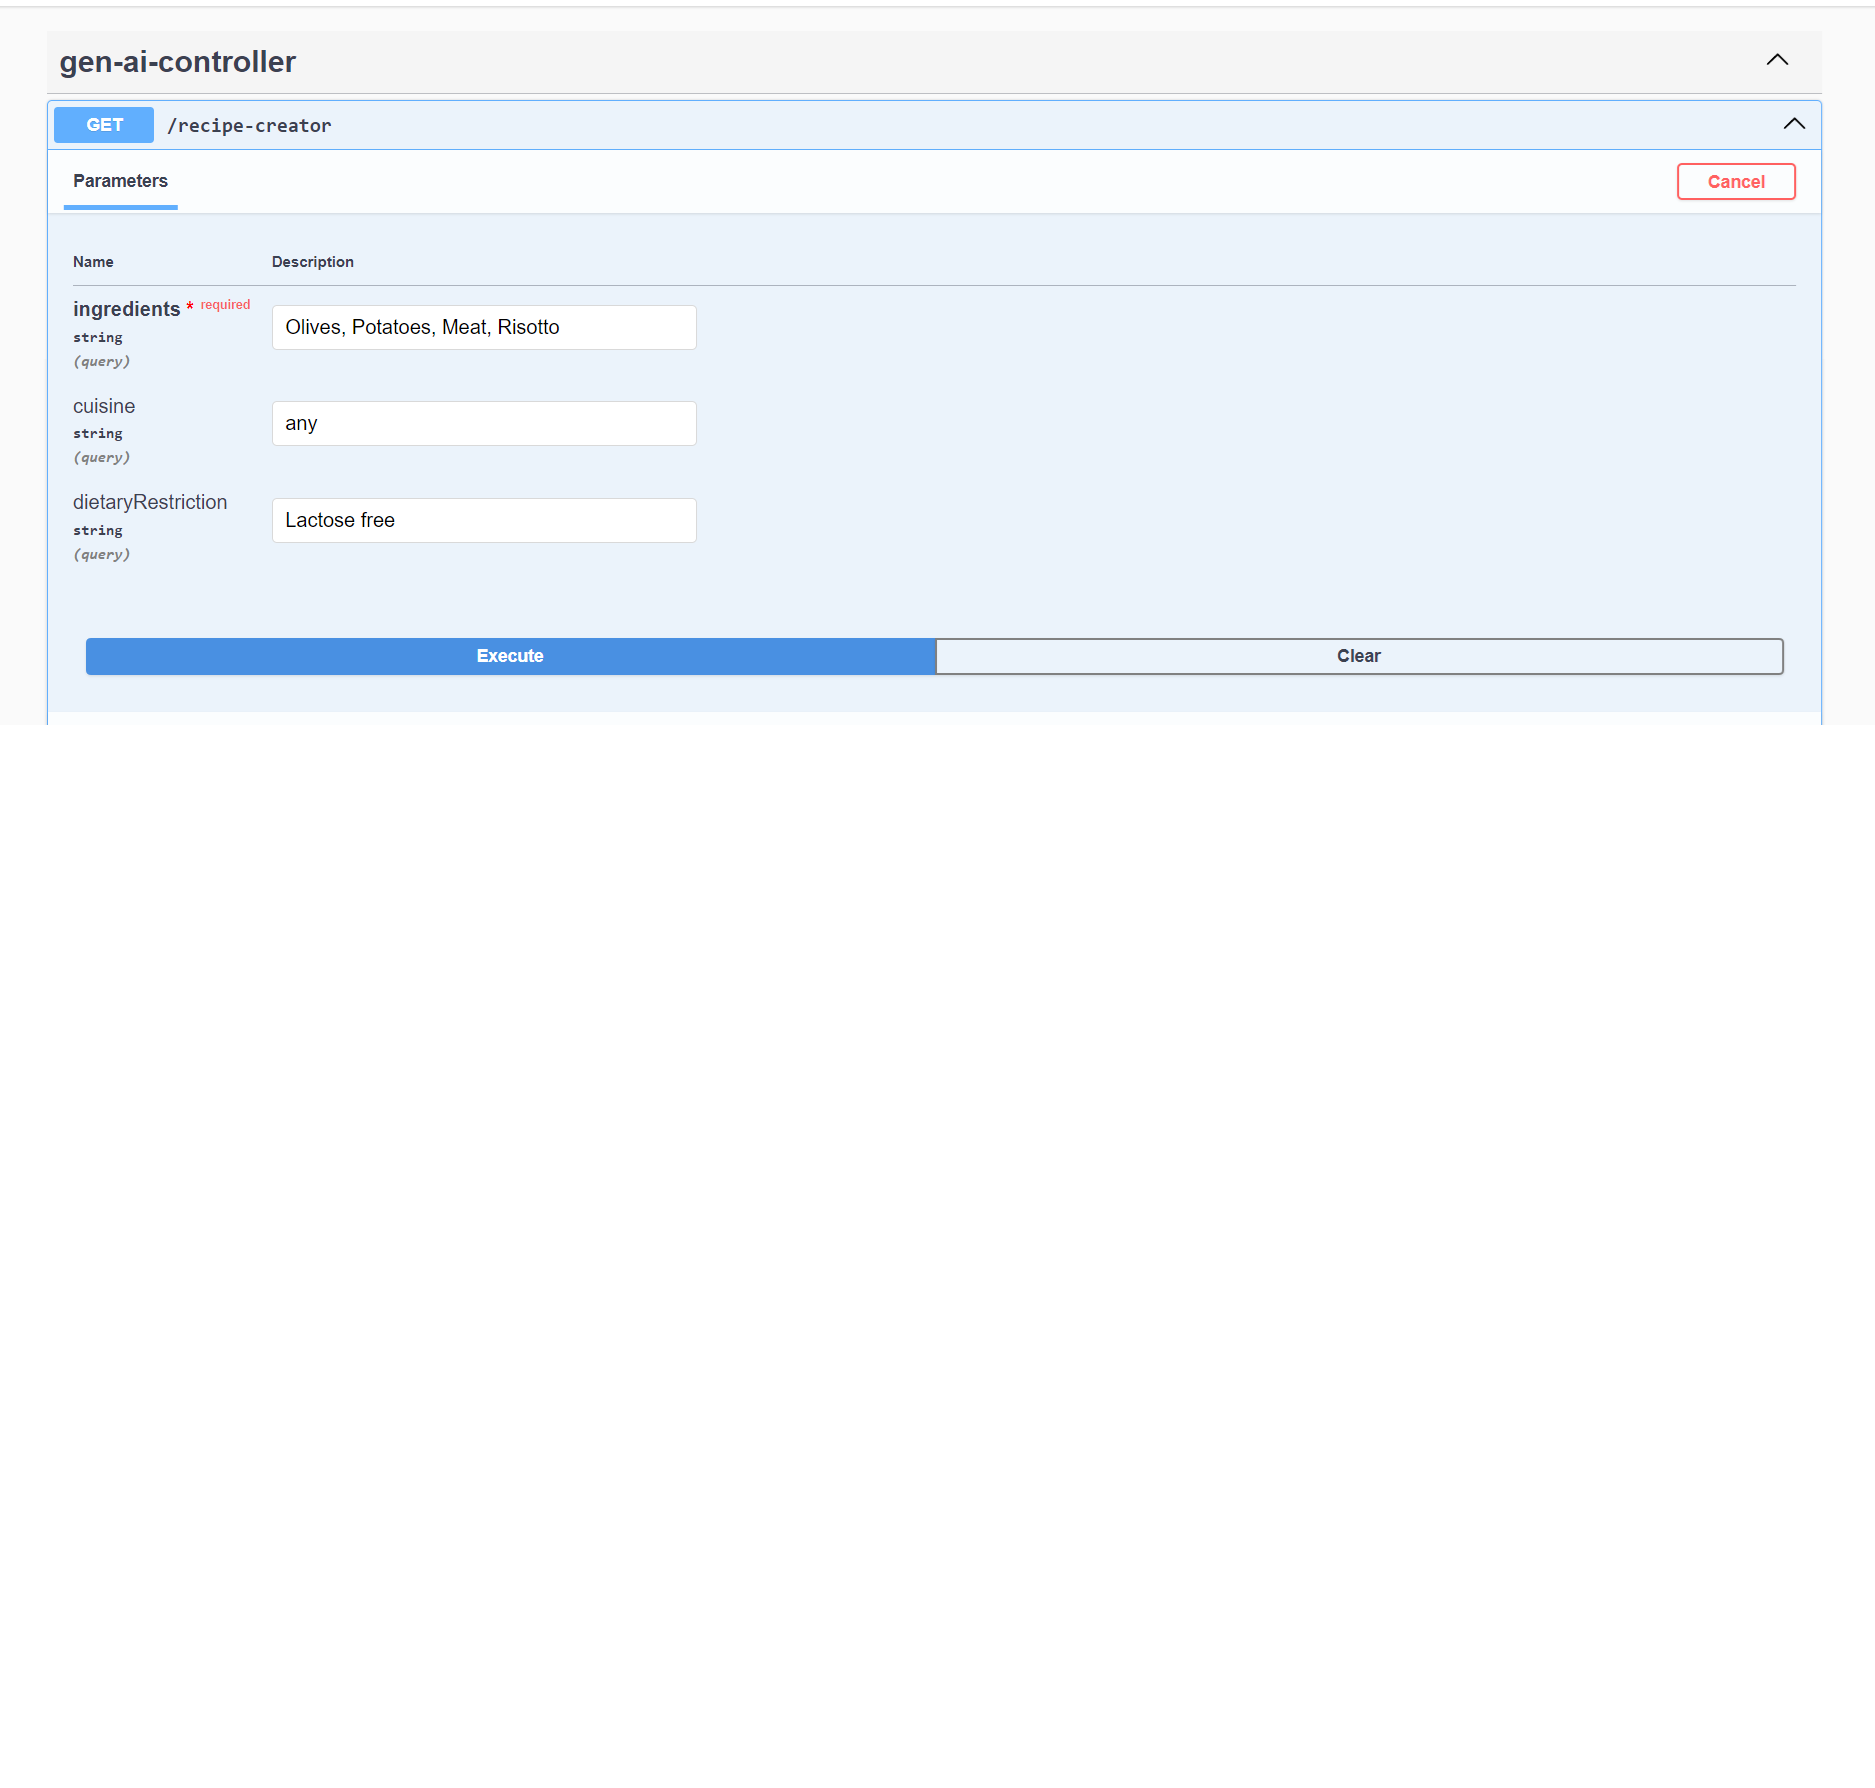 gen-ai-controller
GET /recipe-creator
Parameters
Cancel
Name Description
ingredients * required
string
(query)
Olives, Potatoes, Meat, Risotto
cuisine
string
(query)
any
dietaryRestriction
string
(query)
Lactose free
Execute Clear